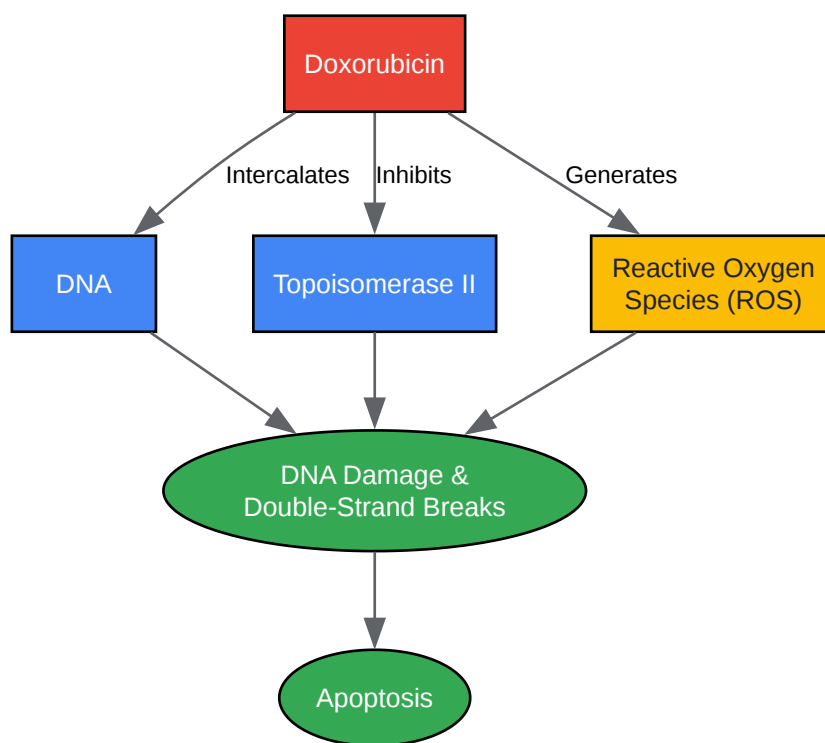 Doxorubicin
Intercalates
Inhibits
Generates
DNA
Topoisomerase II
Reactive Oxygen
Species (ROS)
DNA Damage &
Double-Strand Breaks
Apoptosis